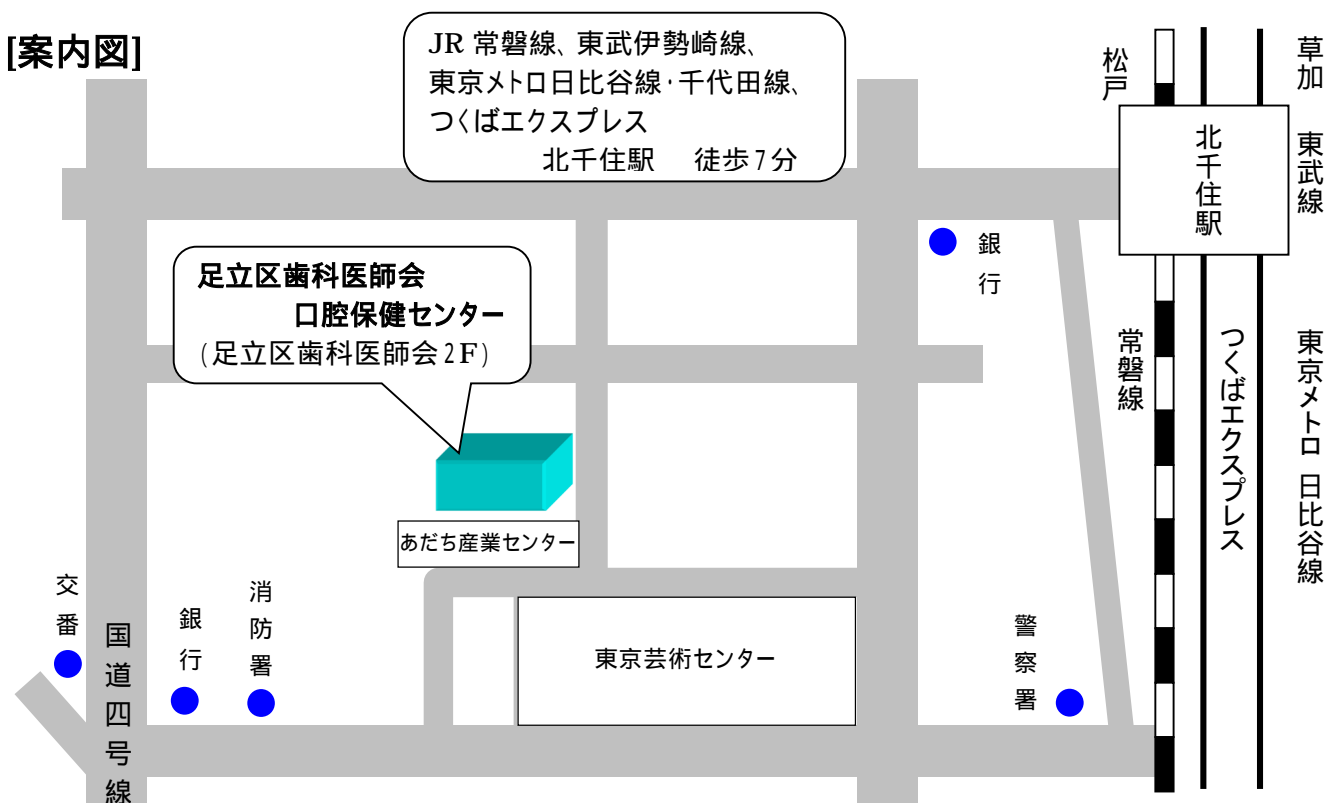 [案内図]
JR 常磐線、東武伊勢崎線、
東京メトロ日比谷線・千代田線、
つくばエクスプレス
北千住駅 徒歩7分
松戸
草加
東武線
北千住駅
銀行
足立区歯科医師会
口腔保健センター
(足立区歯科医師会2F)
常磐線
つくばエクスプレス
東京メトロ 日比谷線
あだち産業センター
交番
国道四号線
銀行
消防署
東京芸術センター
警察署